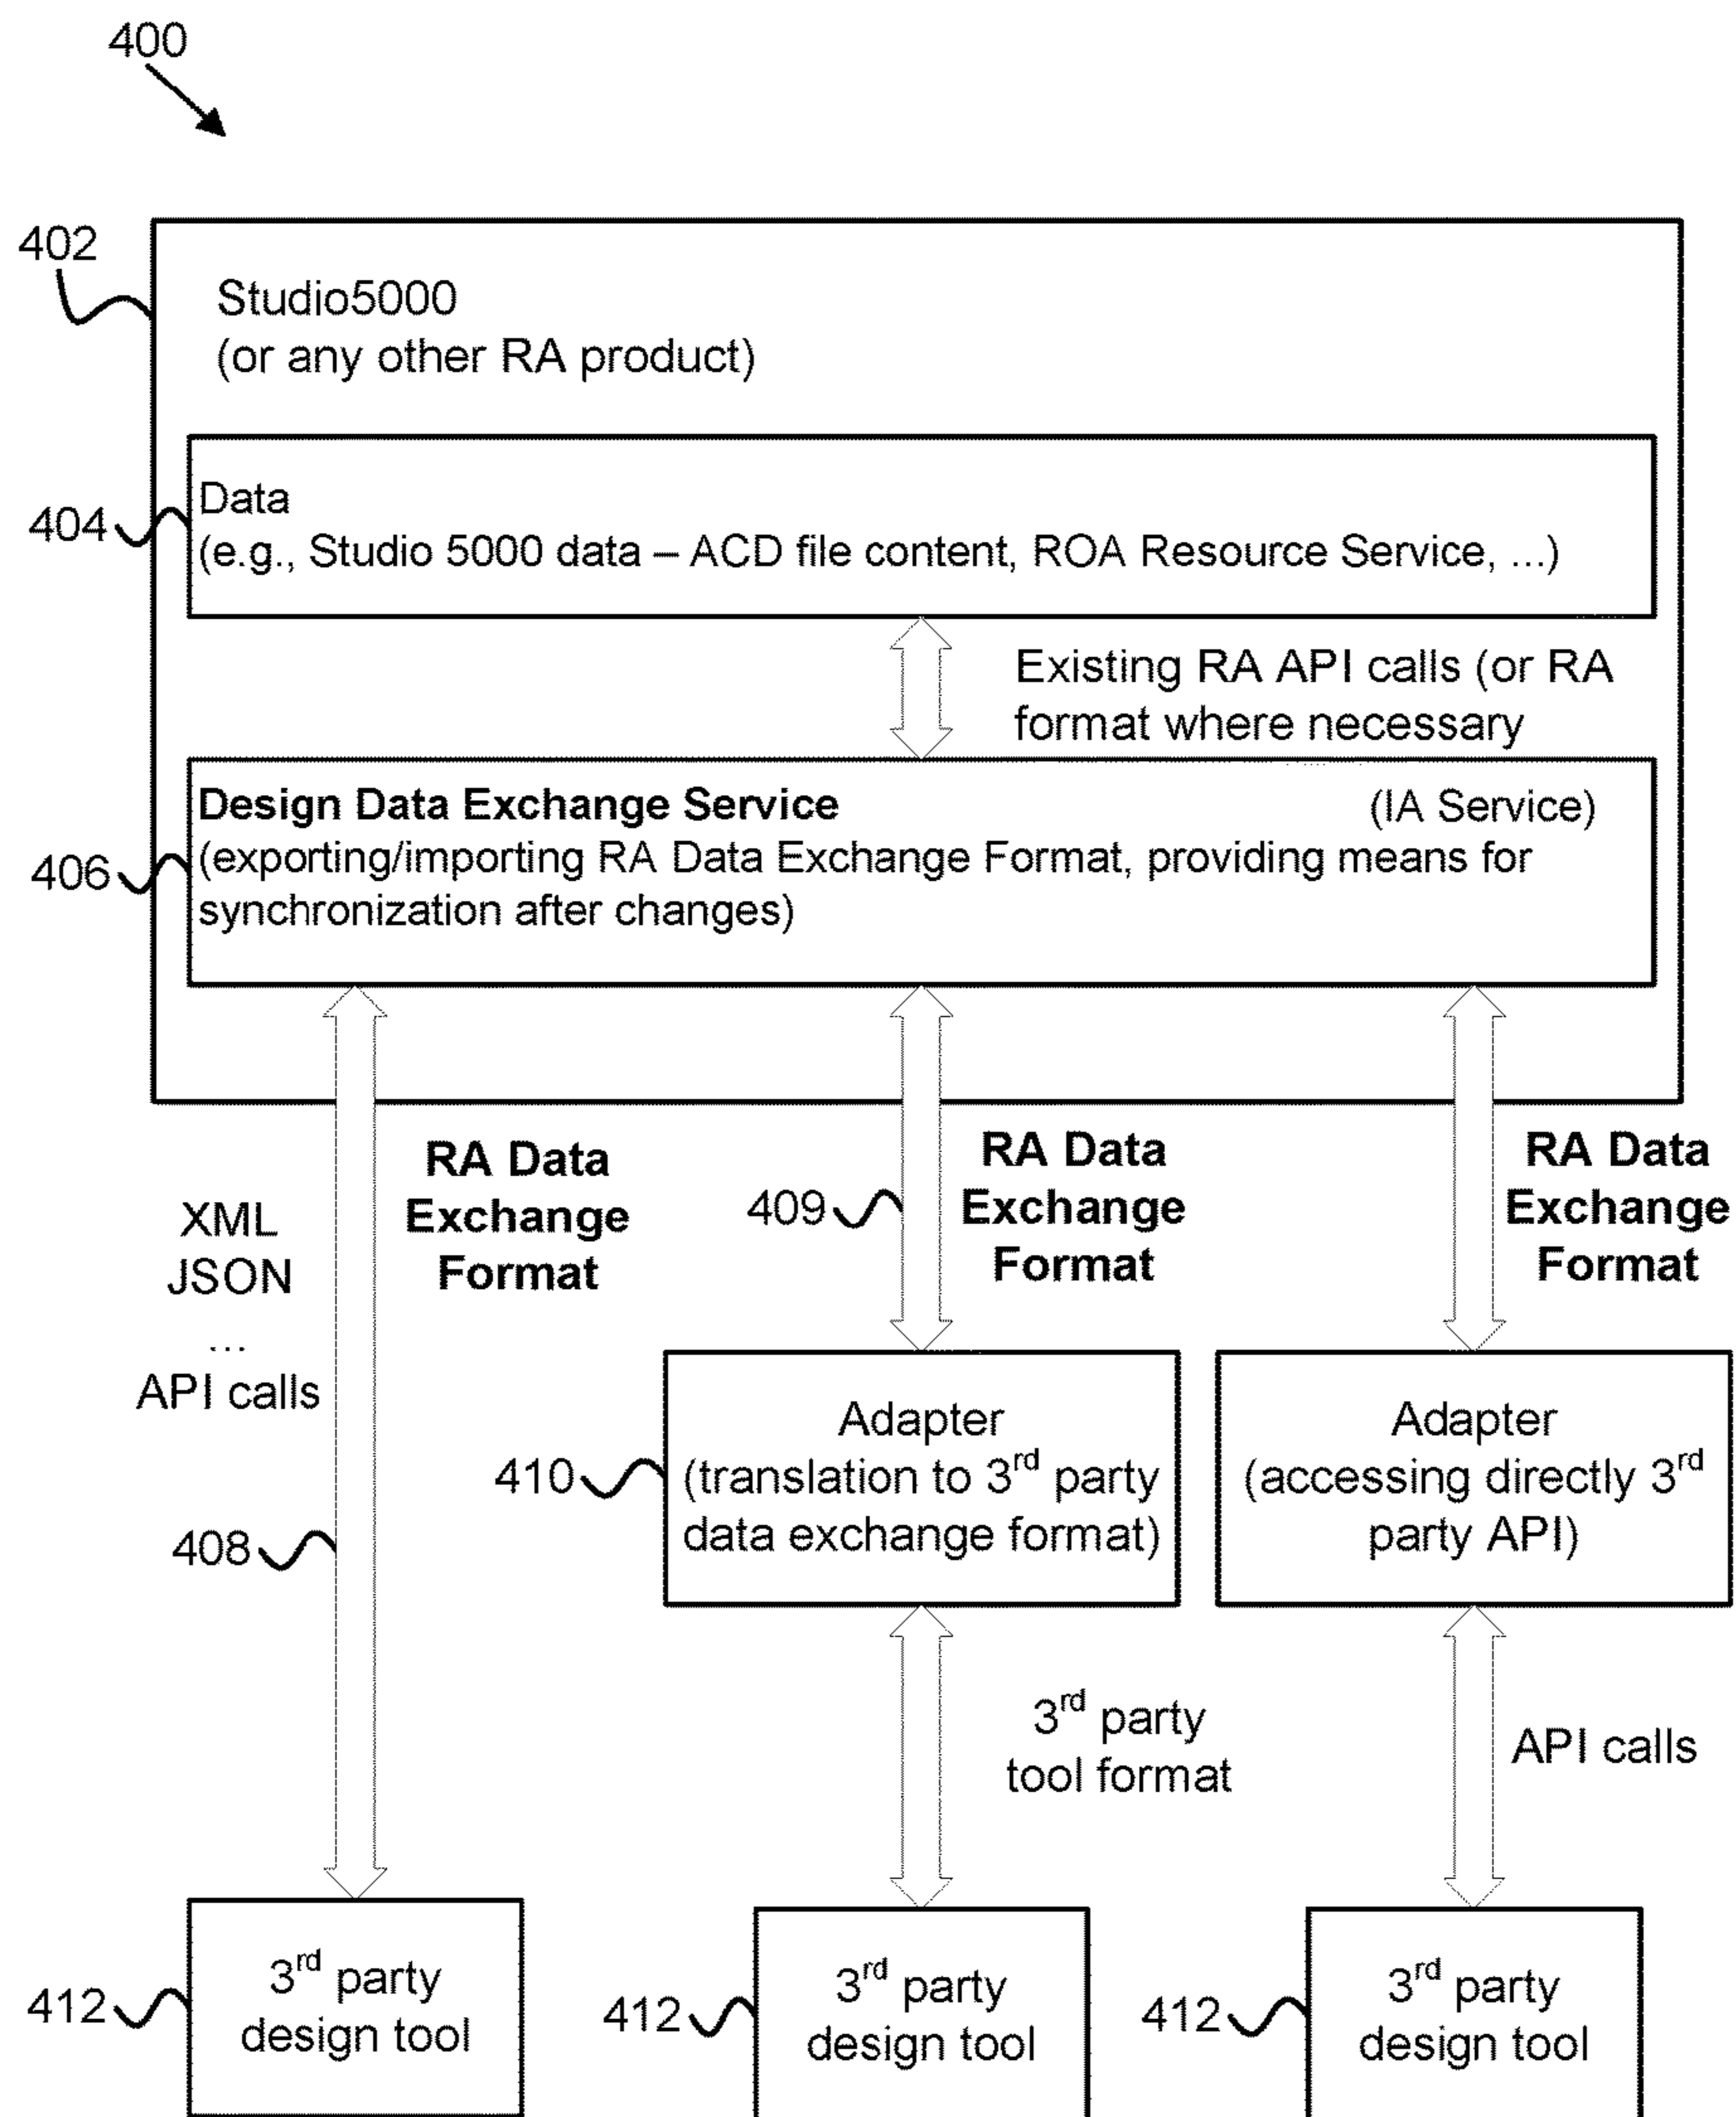 400
402
Studio5000
(or any other RA product)
404
Data
(e.g., Studio 5000 data – ACD file content, ROA Resource Service, ...)
Existing RA API calls (or RA
format where necessary
406
Design Data Exchange Service
(IA Service)
(exporting/importing RA Data Exchange Format, providing means for
synchronization after changes)
XML
JSON
...
API calls
408
RA Data
Exchange
Format
409
RA Data
Exchange
Format
RA Data
Exchange
Format
410
Adapter
(translation to 3rd party
data exchange format)
Adapter
(accessing directly 3rd
party API)
3rd party
tool format
API calls
412
3rd party
design tool
412
3rd party
design tool
412
3rd party
design tool